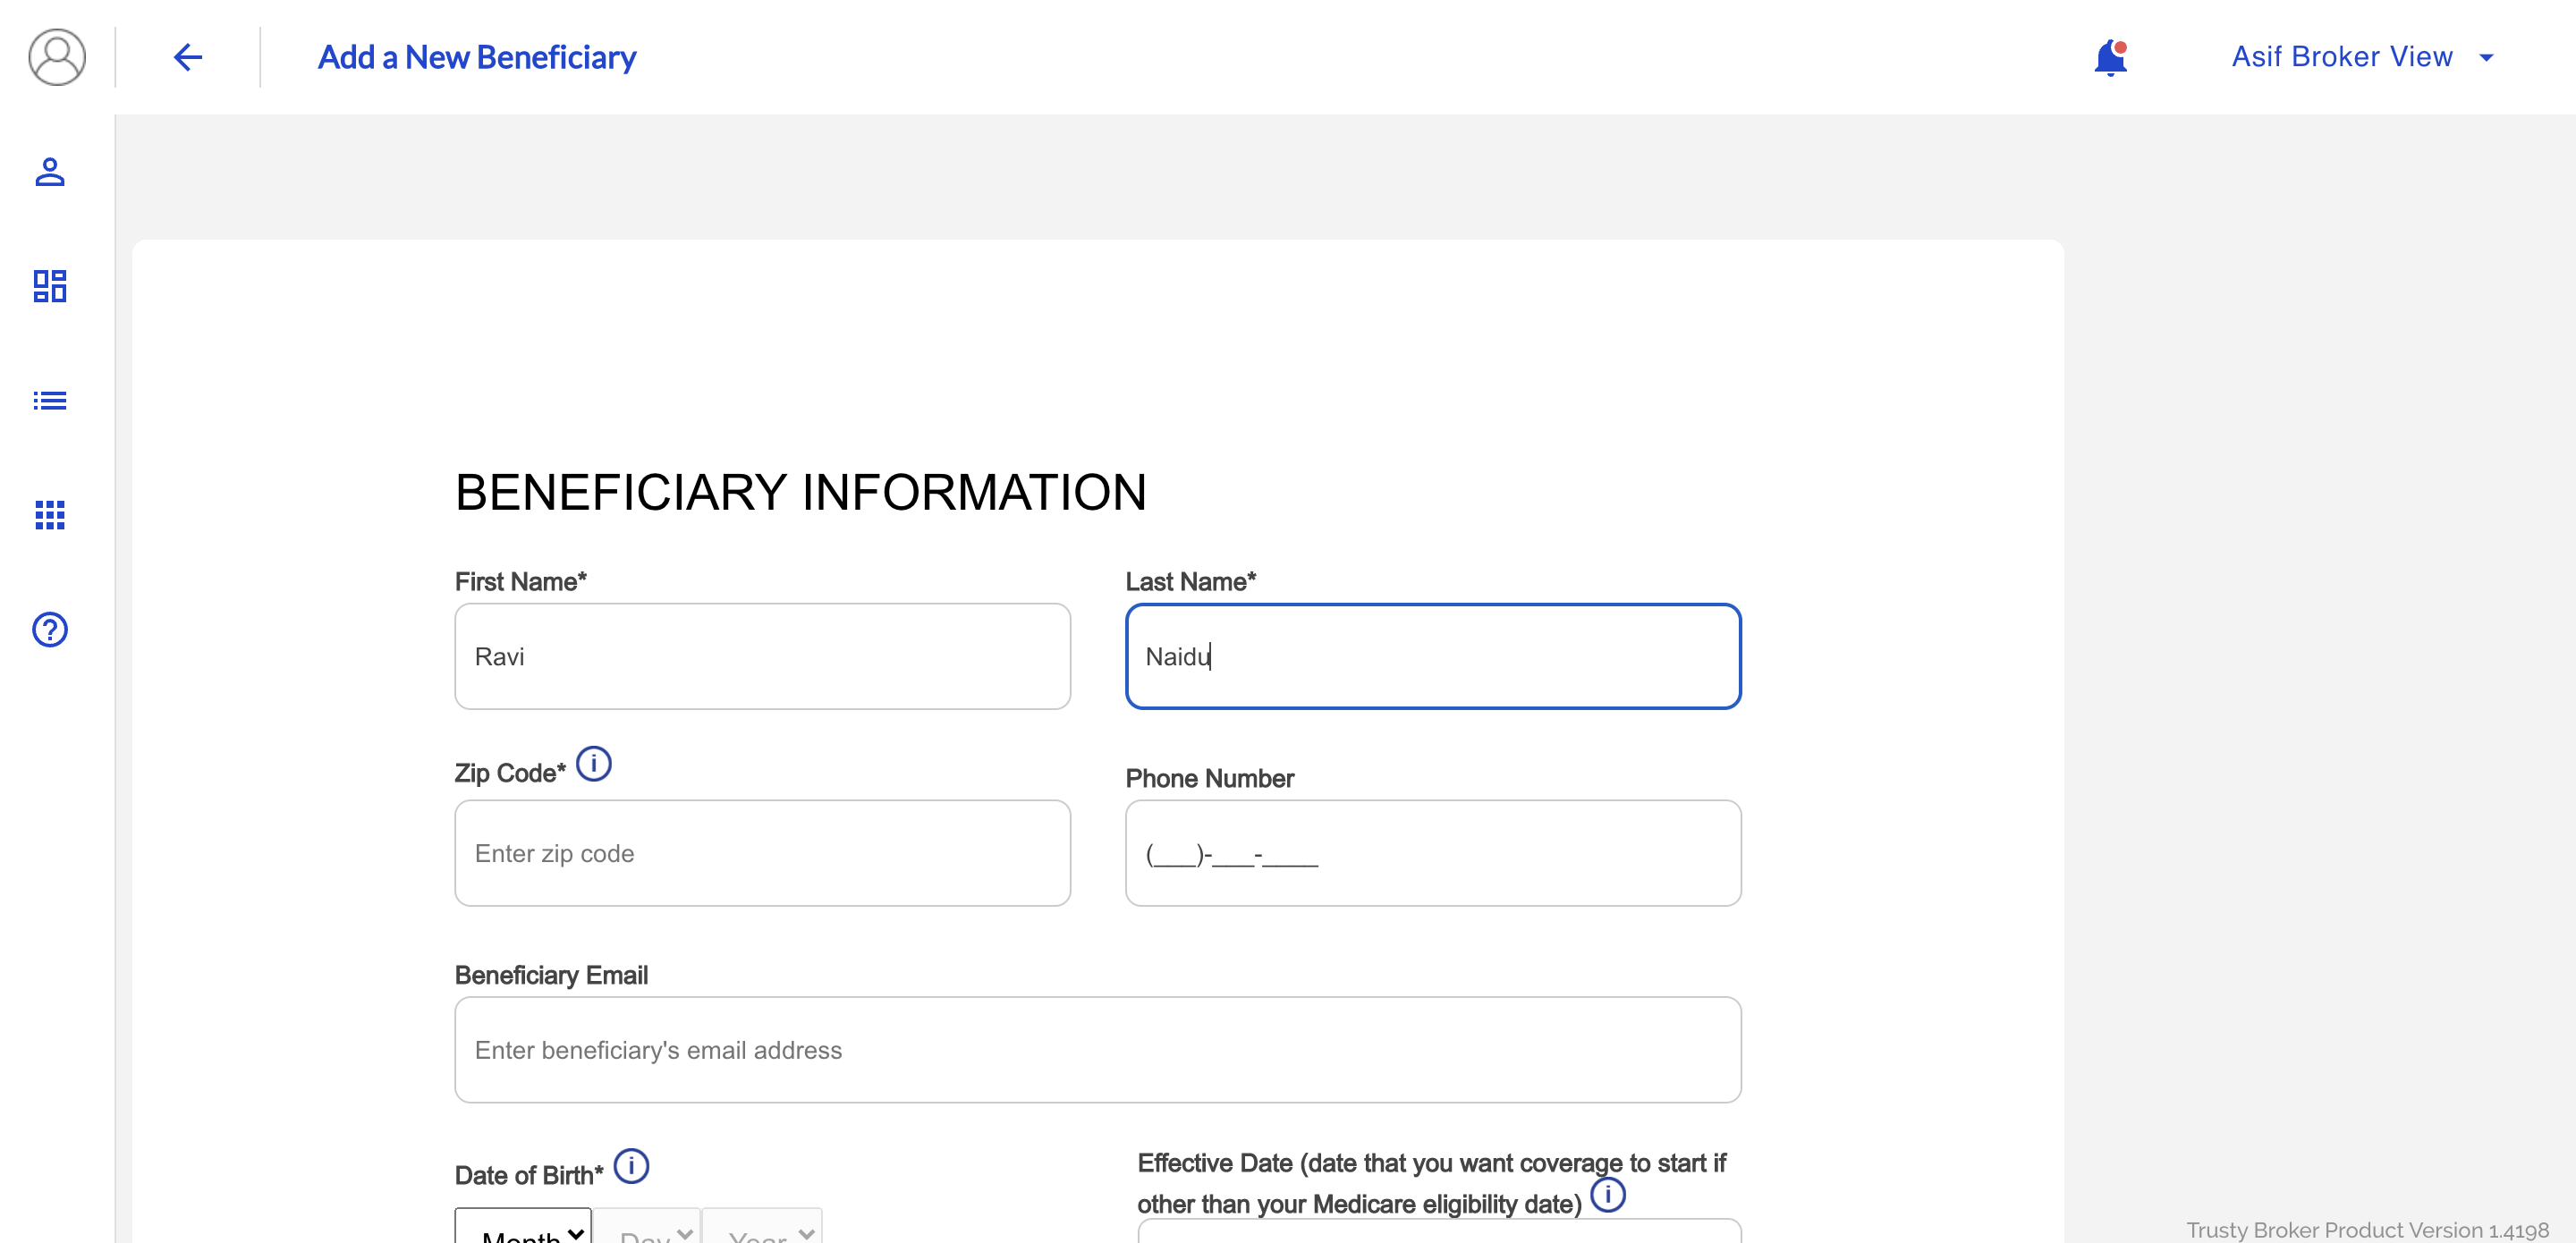 Add a New Beneficiary
Asif Broker View
BENEFICIARY INFORMATION
First Name*
Last Name*
Ravi
Naidu
Zip Code*
Phone Number
Enter zip code
(___)-___-____
Beneficiary Email
Enter beneficiary's email address
Date of Birth*
Effective Date (date that you want coverage to start if
other than your Medicare eligibility date)
Month
Day
Year
Trusty Broker Product Version 1.4198